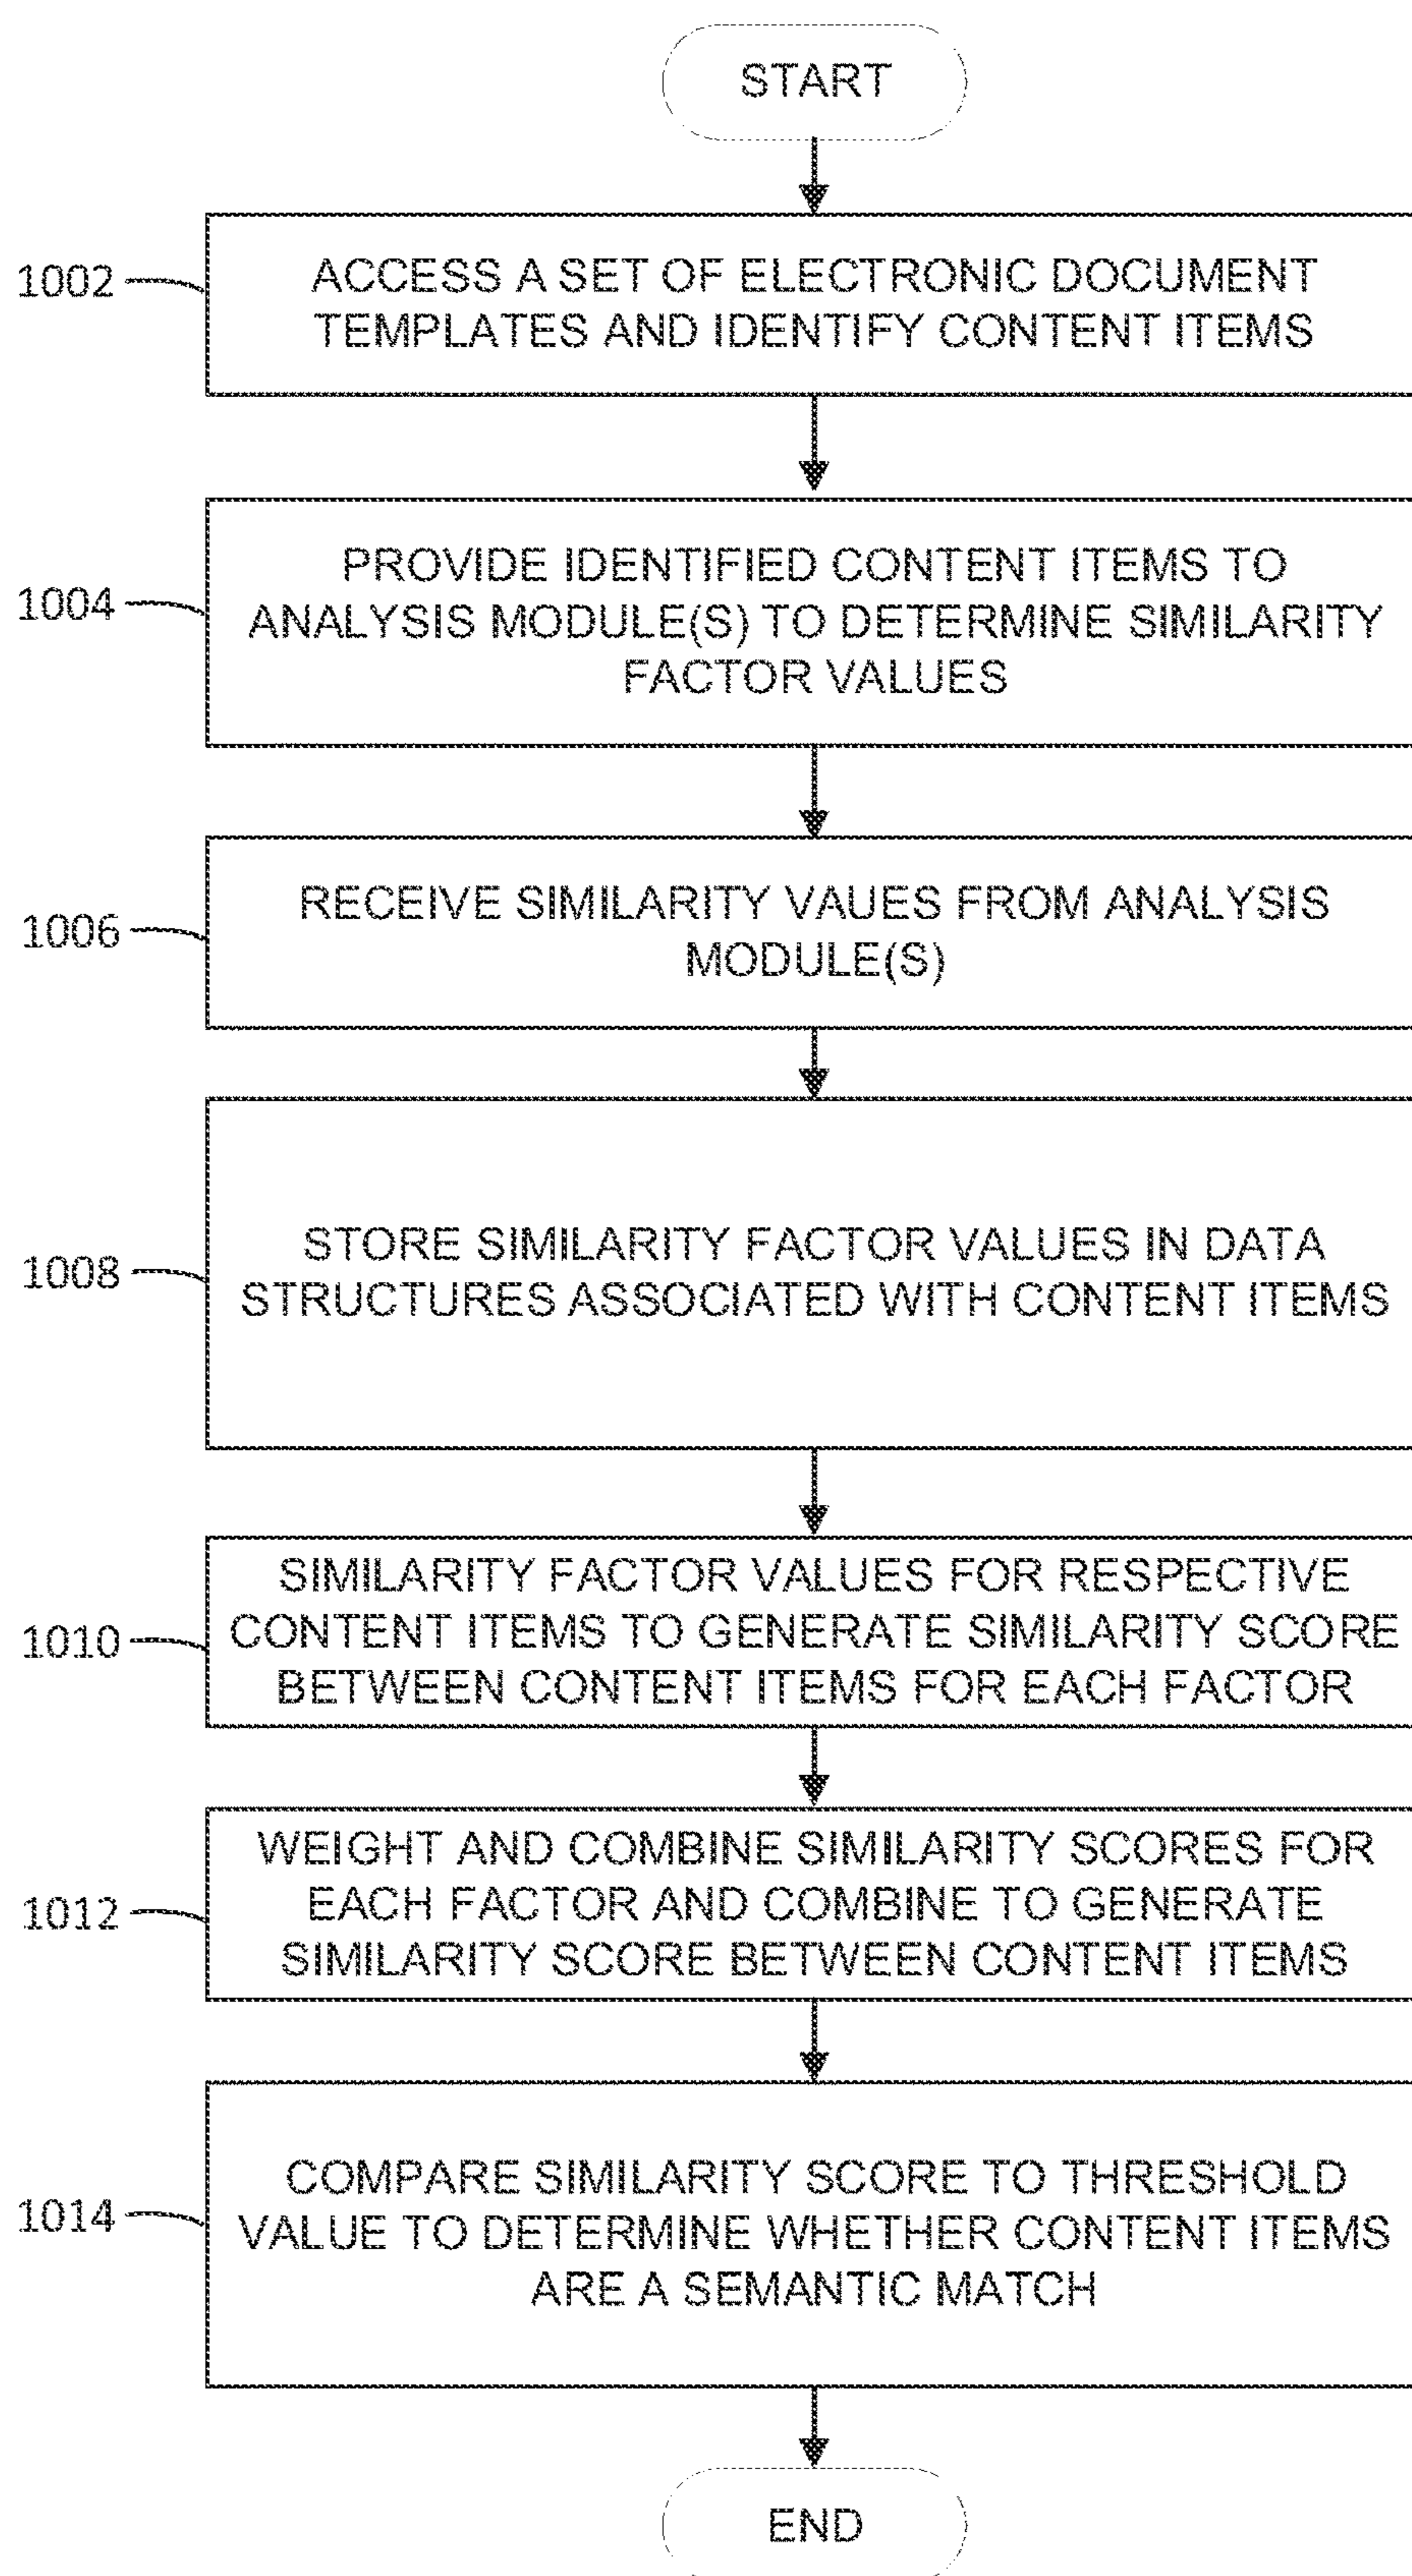 START
1002
ACCESS A SET OF ELECTRONIC DOCUMENT
TEMPLATES AND IDENTIFY CONTENT ITEMS
1004
PROVIDE IDENTIFIED CONTENT ITEMS TO
ANALYSIS MODULE(S) TO DETERMINE SIMILARITY
FACTOR VALUES
1006
RECEIVE SIMILARITY VAUES FROM ANALYSIS
MODULE(S)
1008
STORE SIMILARITY FACTOR VALUES IN DATA
STRUCTURES ASSOCIATED WITH CONTENT ITEMS
1010
SIMILARITY FACTOR VALUES FOR RESPECTIVE
CONTENT ITEMS TO GENERATE SIMILARITY SCORE
BETWEEN CONTENT ITEMS FOR EACH FACTOR
1012
WEIGHT AND COMBINE SIMILARITY SCORES FOR
EACH FACTOR AND COMBINE TO GENERATE
SIMILARITY SCORE BETWEEN CONTENT ITEMS
1014
COMPARE SIMILARITY SCORE TO THRESHOLD
VALUE TO DETERMINE WHETHER CONTENT ITEMS
ARE A SEMANTIC MATCH
END